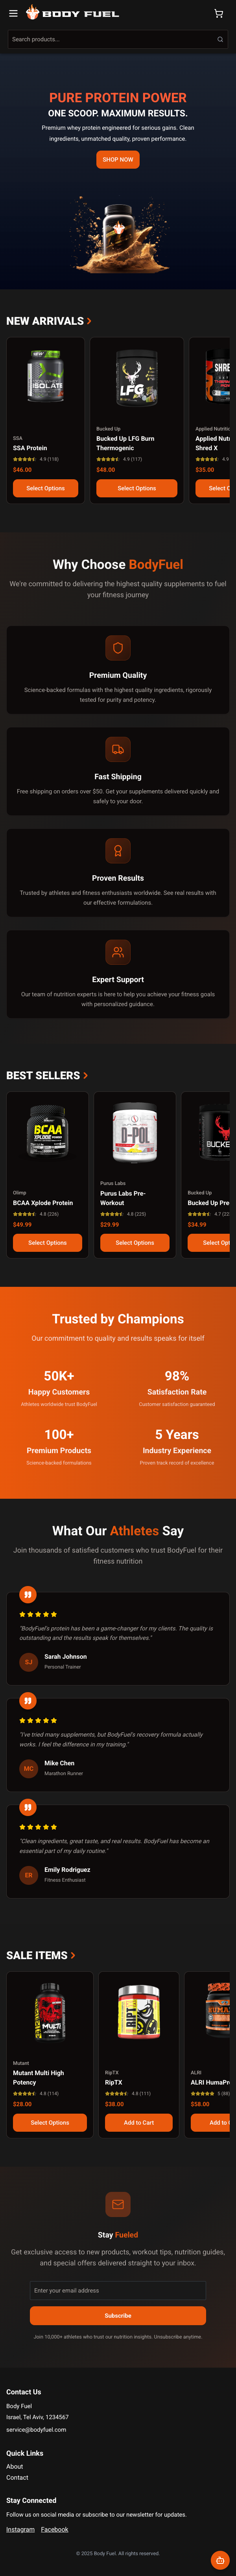 BODY FUEL
Search products...
PURE PROTEIN POWER
ONE SCOOP. MAXIMUM RESULTS.
Premium whey protein engineered for serious gains. Clean
ingredients, unmatched quality, proven performance.
SHOP NOW
NEW ARRIVALS
ISOLATE
LFG
SHRE
SSA
SSA Protein
4.9 (118)
$46.00
Select Options
Bucked Up
Bucked Up LFG Burn
Thermogenic
4.9 (117)
$48.00
Select Options
Applied Nutritio
Applied Nutr
Shred X
4.9
$35.00
Select O
Why Choose BodyFuel
We're committed to delivering the highest quality supplements to fuel
your fitness journey
Premium Quality
Science-backed formulas with the highest quality ingredients, rigorously
tested for purity and potency.
Fast Shipping
Free shipping on orders over $50. Get your supplements delivered quickly and
safely to your door.
Proven Results
Trusted by athletes and fitness enthusiasts worldwide. See real results with
our effective formulations.
Expert Support
Our team of nutrition experts is here to help you achieve your fitness goals
with personalized guidance.
BEST SELLERS
BCAA
XPLODE
D-POL
BUCKE
Olimp
BCAA Xplode Protein
4.8 (226)
$49.99
Select Options
Purus Labs
Purus Labs Pre-
Workout
4.8 (225)
$29.99
Select Options
Bucked Up
Bucked Up Pre
4.7 (22
$34.99
Select Opt
Trusted by Champions
Our commitment to quality and results speaks for itself
50K+
Happy Customers
Athletes worldwide trust BodyFuel
98%
Satisfaction Rate
Customer satisfaction guaranteed
100+
Premium Products
Science-backed formulations
5 Years
Industry Experience
Proven track record of excellence
What Our Athletes Say
Join thousands of satisfied customers who trust BodyFuel for their
fitness nutrition
"BodyFuel's protein has been a game-changer for my clients. The quality is
outstanding and the results speak for themselves."
SJ
Sarah Johnson
Personal Trainer
"I've tried many supplements, but BodyFuel's recovery formula actually
works. I feel the difference in my training."
MC
Mike Chen
Marathon Runner
"Clean ingredients, great taste, and real results. BodyFuel has become an
essential part of my daily routine."
ER
Emily Rodriguez
Fitness Enthusiast
SALE ITEMS
MULTI
RIPT
HUMA
Mutant
Mutant Multi High
Potency
4.8 (114)
$28.00
Select Options
RipTX
RipTX
4.8 (111)
$38.00
Add to Cart
ALRI
ALRI HumaPro
5 (88)
$58.00
Add to
Stay Fueled
Get exclusive access to new products, workout tips, nutrition guides,
and special offers delivered straight to your inbox.
Enter your email address
Subscribe
Join 10,000+ athletes who trust our nutrition insights. Unsubscribe anytime.
Contact Us
Body Fuel
Israel, Tel Aviv, 1234567
service@bodyfuel.com
Quick Links
About
Contact
Stay Connected
Follow us on social media or subscribe to our newsletter for updates.
Instagram Facebook
© 2025 Body Fuel. All rights reserved.